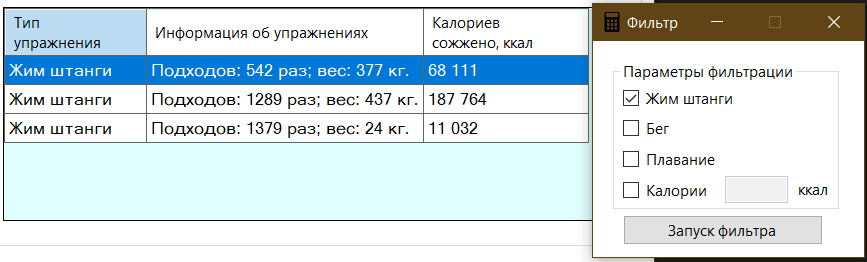 Тип
упражнения
Информация об упражнениях
Калориев
сожжено, ккал
Жим штанги Подходов: 542 раз; вес: 377 кг. 68 111
Жим штанги Подходов: 1289 раз; вес: 437 кг. 187 764
Жим штанги Подходов: 1379 раз; вес: 24 кг. 11 032
Фильтр
Параметры фильтрации
Жим штанги
Бег
Плавание
Калории ккал
Запуск фильтра